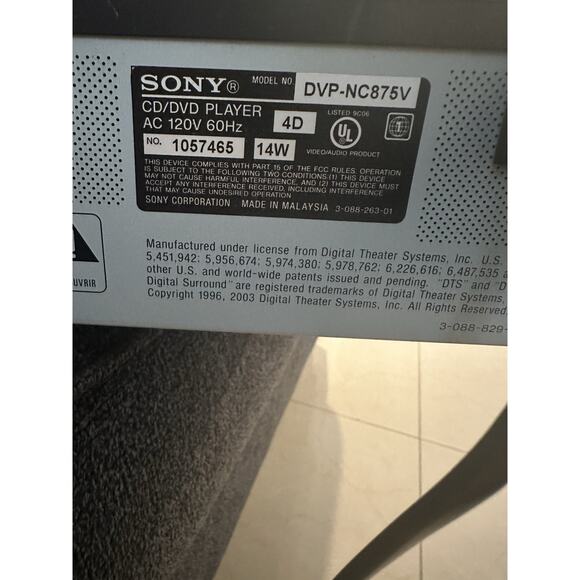 SONY® MODEL NO. DVP-NC875V
CD/DVD PLAYER
AC 120V 60Hz 4D
LISTED 9C06
UL
NO. 1057465 14W
VIDEO/AUDIO PRODUCT
THIS DEVICE COMPLIES WITH PART 15 OF THE FCC RULES. OPERATION
IS SUBJECT TO THE FOLLOWING TWO CONDITIONS:(1) THIS DEVICE
MAY NOT CAUSE HARMFUL INTERFERENCE, AND (2) THIS DEVICE MUST
ACCEPT ANY INTERFERENCE RECEIVED, INCLUDING INTERFERENCE
THAT MAY CAUSE UNDESIRED OPERATION.
SONY CORPORATION MADE IN MALAYSIA 3-088-263-01
OUVRIR
Manufactured under license from Digital Theater Systems, Inc. U.S.
5,451,942; 5,956,674; 5,974,380; 5,978,762; 6,226,616; 6,487,535
other U.S. and world-wide patents issued and pending. "DTS" and
Digital Surround" are registered trademarks of Digital Theater Systems,
Copyright 1996, 2003 Digital Theater Systems, Inc. All Rights Reserved.
3-088-829-